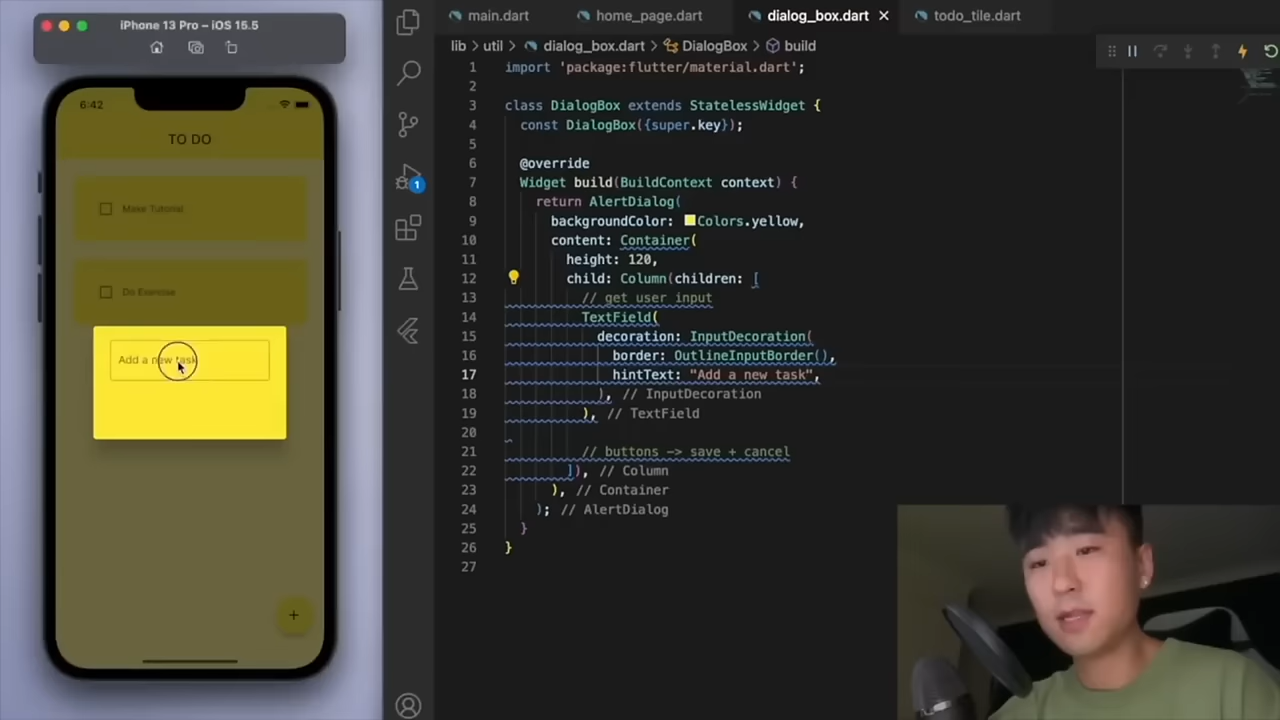 iPhone 13 Pro – iOS 15.5
6:42
TO DO
Make Tutorial
Do Exercise
Add a new task
+
1
main.dart
home_page.dart
dialog_box.dart
todo_tile.dart
lib > util > dialog_box.dart > DialogBox > build
1 import 'package:flutter/material.dart';
2
3 class DialogBox extends StatelessWidget {
4 const DialogBox({super.key});
5
6 @override
7 Widget build(BuildContext context) {
8 return AlertDialog(
9 backgroundColor: Colors.yellow,
10 content: Container(
11 height: 120,
12 child: Column(children: [
13 // get user input
14 TextField(
15 decoration: InputDecoration(
16 border: OutlineInputBorder(),
17 hintText: "Add a new task",
18 ), // InputDecoration
19 ), // TextField
20
21 // buttons -> save + cancel
22 ]), // Column
23 ), // Container
24 ); // AlertDialog
25 }
26 }
27